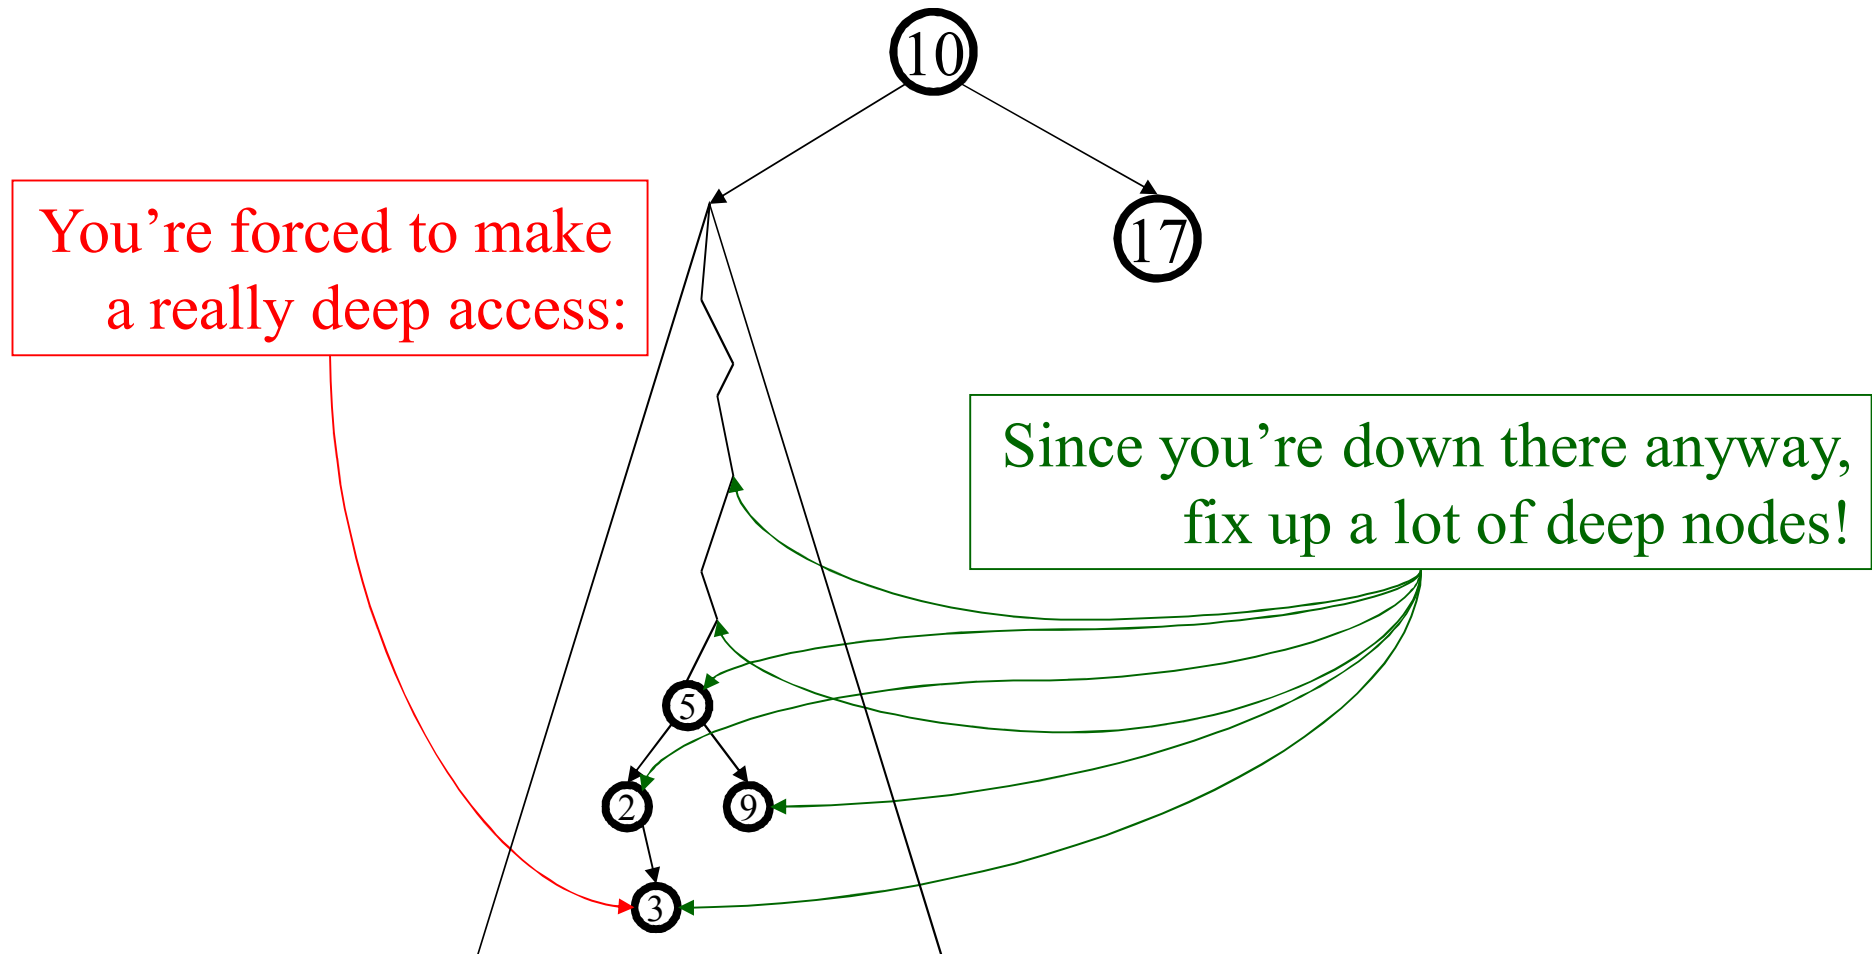 10
17
You’re forced to make
a really deep access:
Since you’re down there anyway,
fix up a lot of deep nodes!
5
2
9
3